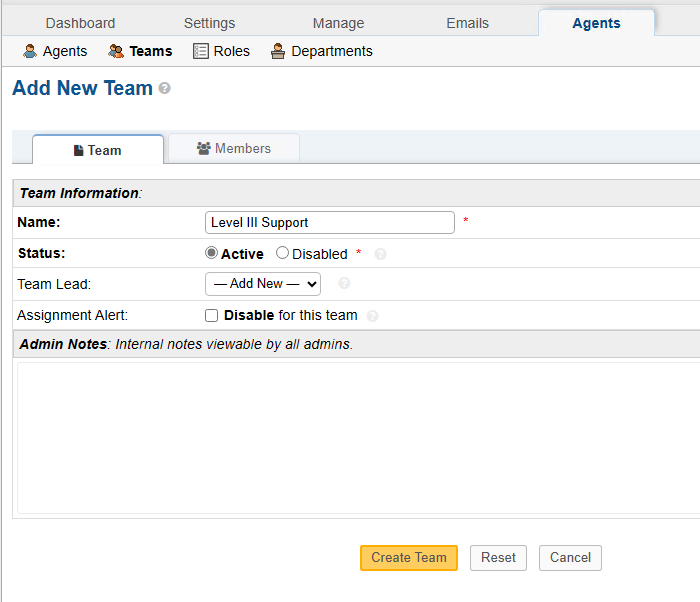 Dashboard Settings Manage Emails Agents
Agents Teams Roles Departments
Add New Team ?
Team Members
Team Information:
Name: Level III Support *
Status: Active Disabled * ?
Team Lead: — Add New — ?
Assignment Alert: Disable for this team ?
Admin Notes: Internal notes viewable by all admins.
Create Team Reset Cancel